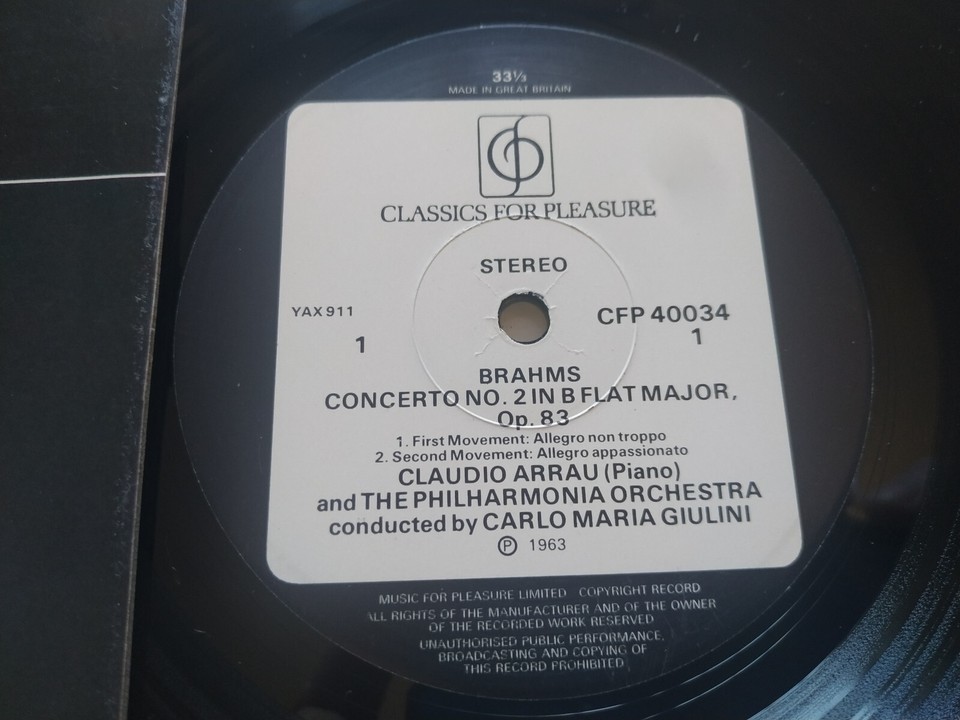 33⅓
MADE IN GREAT BRITAIN
CLASSICS FOR PLEASURE
STEREO
YAX 911
CFP 40034
1
1
BRAHMS
CONCERTO NO. 2 IN B FLAT MAJOR,
Op. 83
1. First Movement: Allegro non troppo
2. Second Movement: Allegro appassionato
CLAUDIO ARRAU (Piano)
and THE PHILHARMONIA ORCHESTRA
conducted by CARLO MARIA GIULINI
Ⓟ 1963
MUSIC FOR PLEASURE LIMITED COPYRIGHT RECORD
ALL RIGHTS OF THE MANUFACTURER AND OF THE OWNER
OF THE RECORDED WORK RESERVED
UNAUTHORISED PUBLIC PERFORMANCE,
BROADCASTING AND COPYING OF
THIS RECORD PROHIBITED